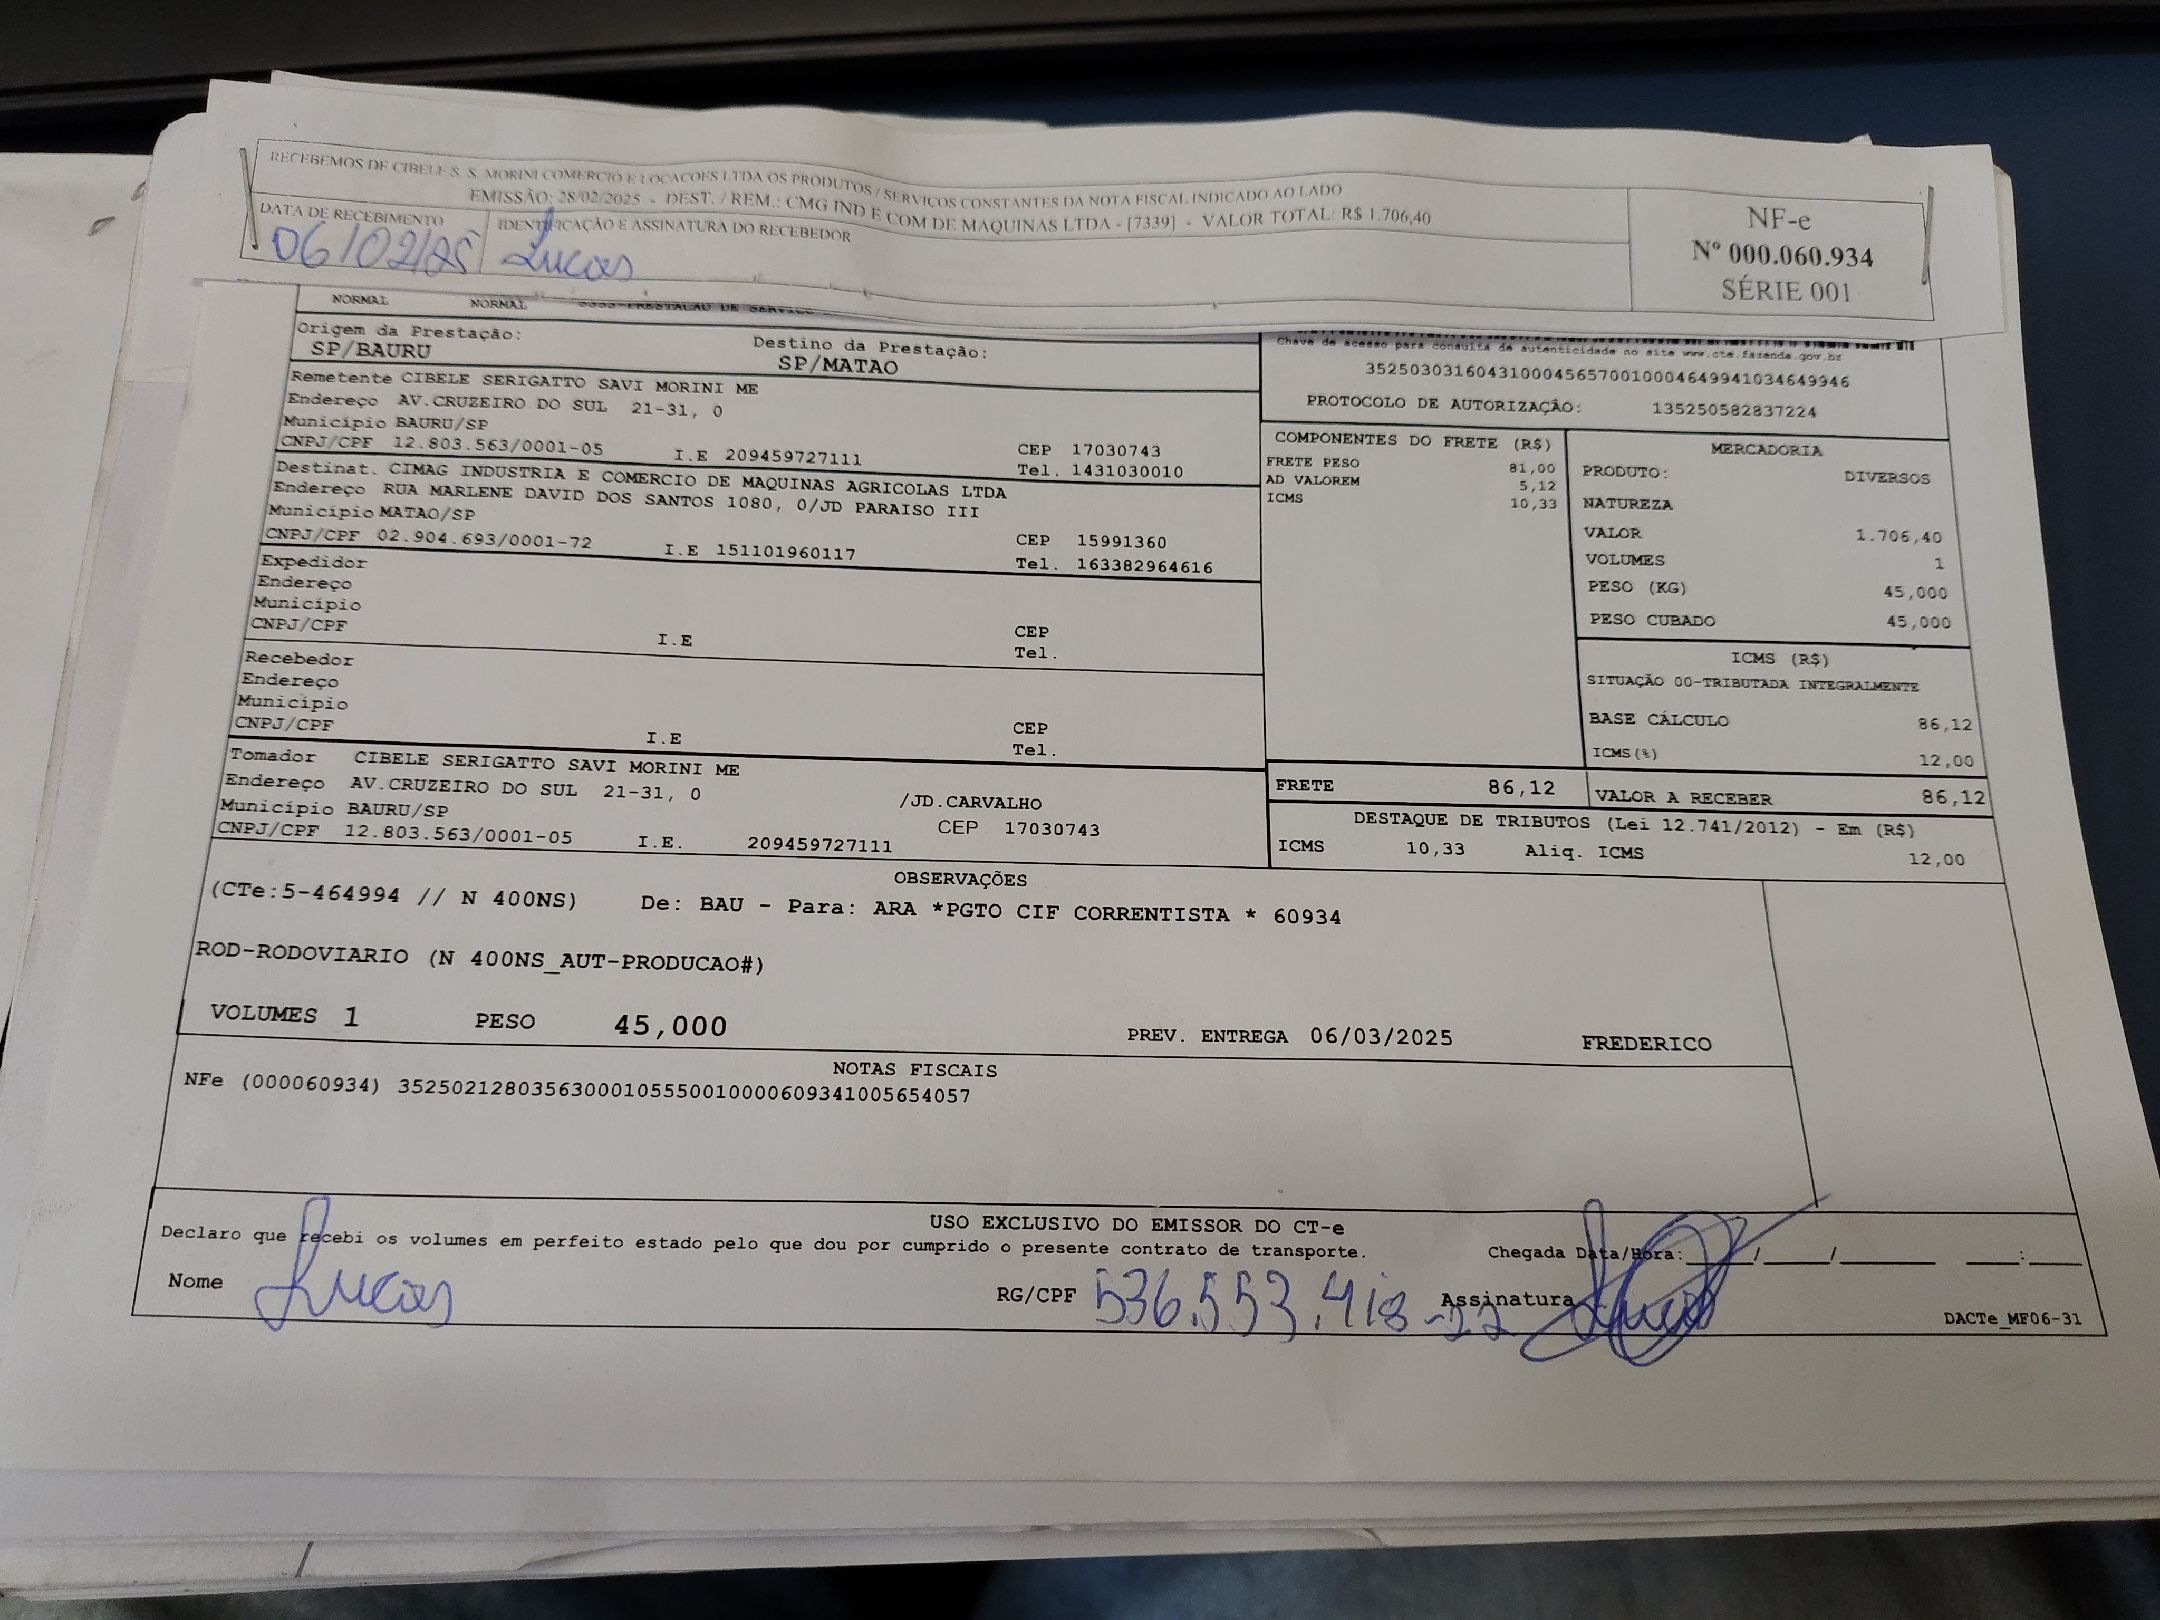 RECEBEMOS DE CIBELE S. S. MORINI COMERCIO E LOCACOES LTDA OS PRODUTOS / SERVICOS CONSTANTES DA NOTA FISCAL INDICADO AO LADO
EMISSÃO: 28/02/2025 - DEST. / REM.: CMG IND E COM DE MAQUINAS LTDA - [7339] - VALOR TOTAL: R$ 1.706,40
DATA DE RECEBIMENTO IDENTIFICAÇÃO E ASSINATURA DO RECEBEDOR
06/02/25 Lucas
NF-e
Nº 000.060.934
SÉRIE 001
NORMAL NORMAL
Origem da Prestação: Destino da Prestação:
SP/BAURU SP/MATAO
Remetente CIBELE SERIGATTO SAVI MORINI ME
Endereço AV.CRUZEIRO DO SUL 21-31, 0
Município BAURU/SP CEP 17030743
CNPJ/CPF 12.803.563/0001-05 I.E 209459727111 Tel. 1431030010
Destinat. CIMAG INDUSTRIA E COMERCIO DE MAQUINAS AGRICOLAS LTDA
Endereço RUA MARLENE DAVID DOS SANTOS 1080, 0/JD PARAISO III
Município MATAO/SP CEP 15991360
CNPJ/CPF 02.904.693/0001-72 I.E 151101960117 Tel. 163382964616
Expedidor
Endereço
Município CEP
CNPJ/CPF I.E Tel.
Recebedor
Endereço
Município CEP
CNPJ/CPF I.E Tel.
Tomador CIBELE SERIGATTO SAVI MORINI ME
Endereço AV.CRUZEIRO DO SUL 21-31, 0 /JD.CARVALHO
Município BAURU/SP CEP 17030743
CNPJ/CPF 12.803.563/0001-05 I.E. 209459727111
Chave de acesso para consulta de autenticidade no site www.cte.fazenda.gov.br
35250303160431000456570010004649941034649946
PROTOCOLO DE AUTORIZAÇÃO: 135250582837224
COMPONENTES DO FRETE (R$)
FRETE PESO 81,00
AD VALOREM 5,12
ICMS 10,33
MERCADORIA
PRODUTO: DIVERSOS
NATUREZA
VALOR 1.706,40
VOLUMES 1
PESO (KG) 45,000
PESO CUBADO 45,000
ICMS (R$)
SITUAÇÃO 00-TRIBUTADA INTEGRALMENTE
BASE CÁLCULO 86,12
ICMS(%) 12,00
FRETE 86,12 VALOR A RECEBER 86,12
DESTAQUE DE TRIBUTOS (Lei 12.741/2012) - Em (R$)
ICMS 10,33 Aliq. ICMS 12,00
OBSERVAÇÕES
(CTe:5-464994 // N 400NS) De: BAU - Para: ARA *PGTO CIF CORRENTISTA * 60934
ROD-RODOVIARIO (N 400NS_AUT-PRODUCAO#)
VOLUMES 1 PESO 45,000 PREV. ENTREGA 06/03/2025 FREDERICO
NOTAS FISCAIS
NFe (000060934) 35250212803563000105550010000609341005654057
USO EXCLUSIVO DO EMISSOR DO CT-e
Declaro que recebi os volumes em perfeito estado pelo que dou por cumprido o presente contrato de transporte. Chegada Data/Hora: ____/____/____ ___:___
Nome Lucas RG/CPF 536.553.418-22 Assinatura Lucas
DACTe_MF06-31